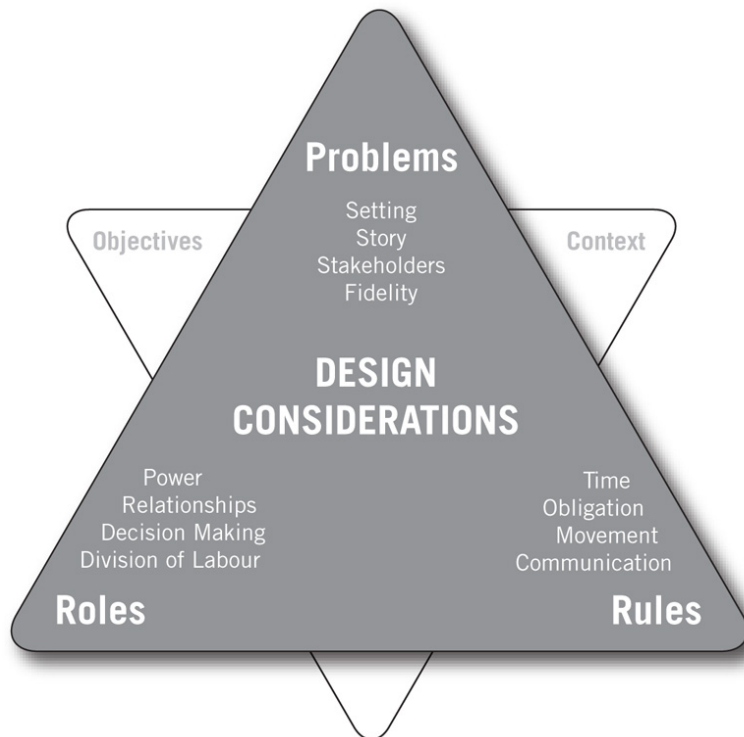 Problems
Setting
Story
Stakeholders
Fidelity
Objectives
Context
DESIGN
CONSIDERATIONS
Power
Relationships
Decision Making
Division of Labour
Roles
Time
Obligation
Movement
Communication
Rules